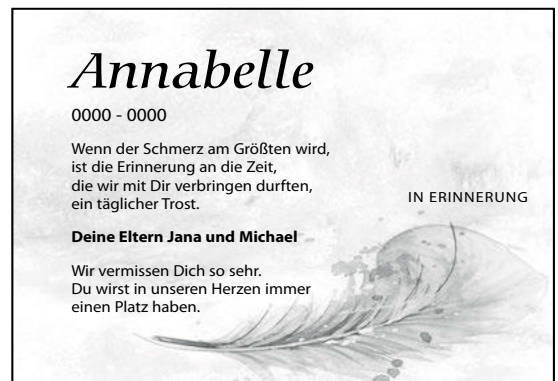 Annabelle
0000 - 0000
Wenn der Schmerz am Größten wird,
ist die Erinnerung an die Zeit,
die wir mit Dir verbringen durften,
ein täglicher Trost.
IN ERINNERUNG
Deine Eltern Jana und Michael
Wir vermissen Dich so sehr.
Du wirst in unseren Herzen immer
einen Platz haben.